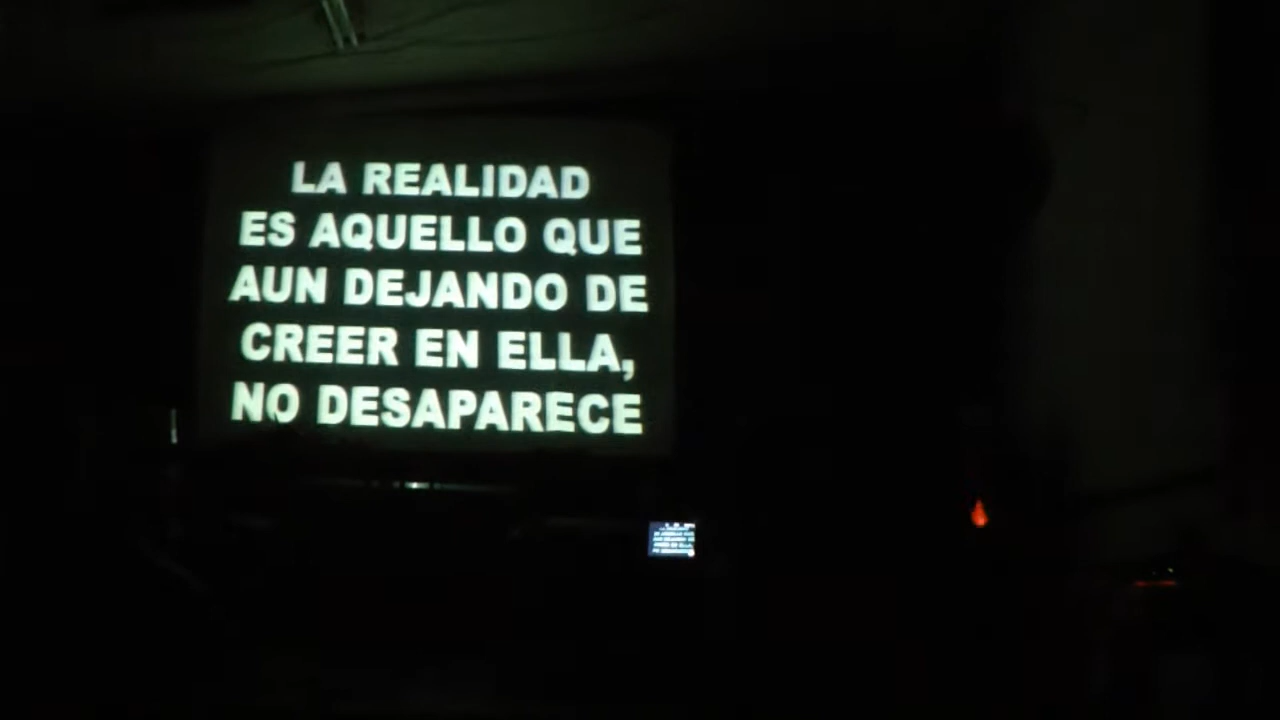 LA REALIDAD
ES AQUELLO QUE
AUN DEJANDO DE
CREER EN ELLA,
NO DESAPARECE